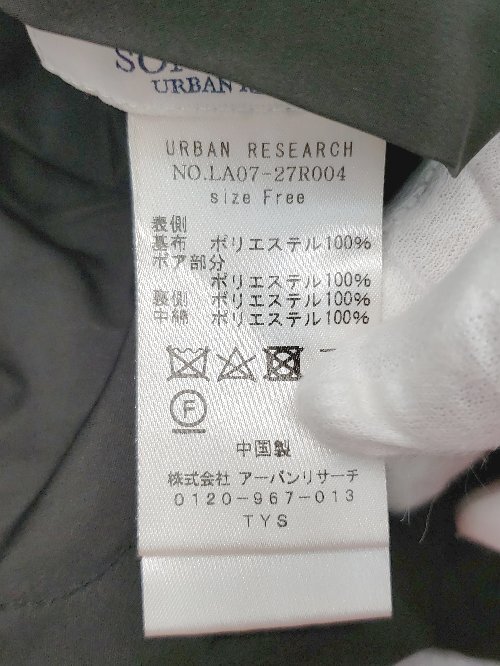 URBAN
URBAN RESEARCH
NO.LA07-27R004
size Free
表側
基布 ポリエステル100%
ボア部分
ポリエステル100%
裏側 ポリエステル100%
中綿 ポリエステル100%
F
中国製
株式会社 アーバンリサーチ
0120-967-013
TYS